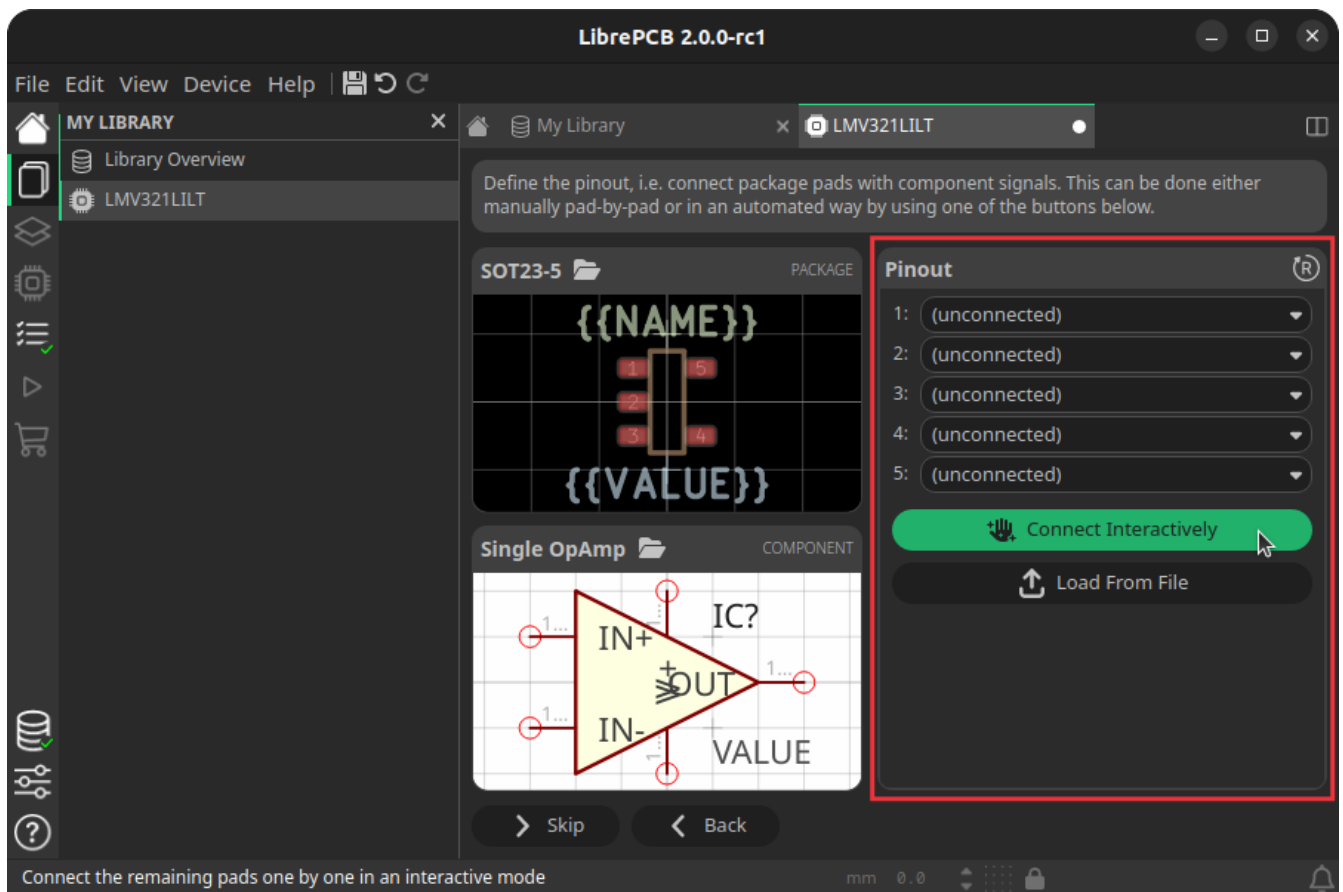 LibrePCB 2.0.0-rc1
File Edit View Device Help
MY LIBRARY
Library Overview
LMV321LILT
My Library
LMV321LILT
Define the pinout, i.e. connect package pads with component signals. This can be done either
manually pad-by-pad or in an automated way by using one of the buttons below.
SOT23-5 PACKAGE
{{NAME}}
1 5
2
3 4
{{VALUE}}
Single OpAmp COMPONENT
IC?
1...
IN+
1...
OUT
1...
IN-
1...
VALUE
Pinout
R
1: (unconnected)
2: (unconnected)
3: (unconnected)
4: (unconnected)
5: (unconnected)
Connect Interactively
Load From File
Skip
Back
Connect the remaining pads one by one in an interactive mode
mm 0.0